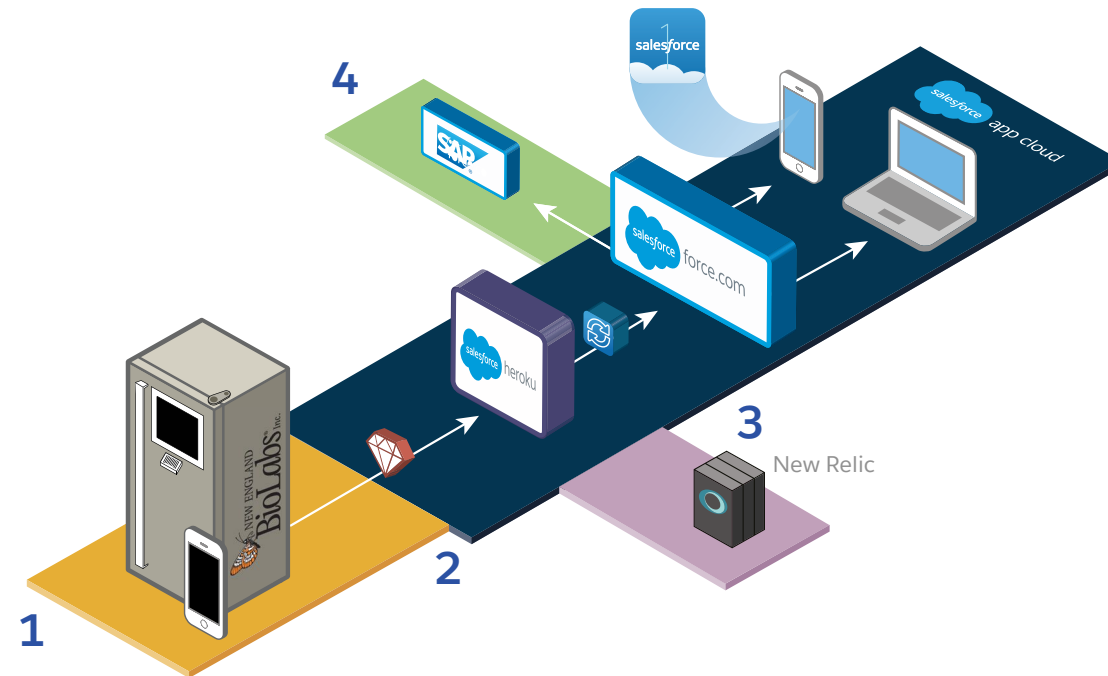 salesforce
1
4
SAP
salesforce
app cloud
salesforce
force.com
salesforce
heroku
3
New Relic
NEW ENGLAND
BioLabs® Inc.
2
1